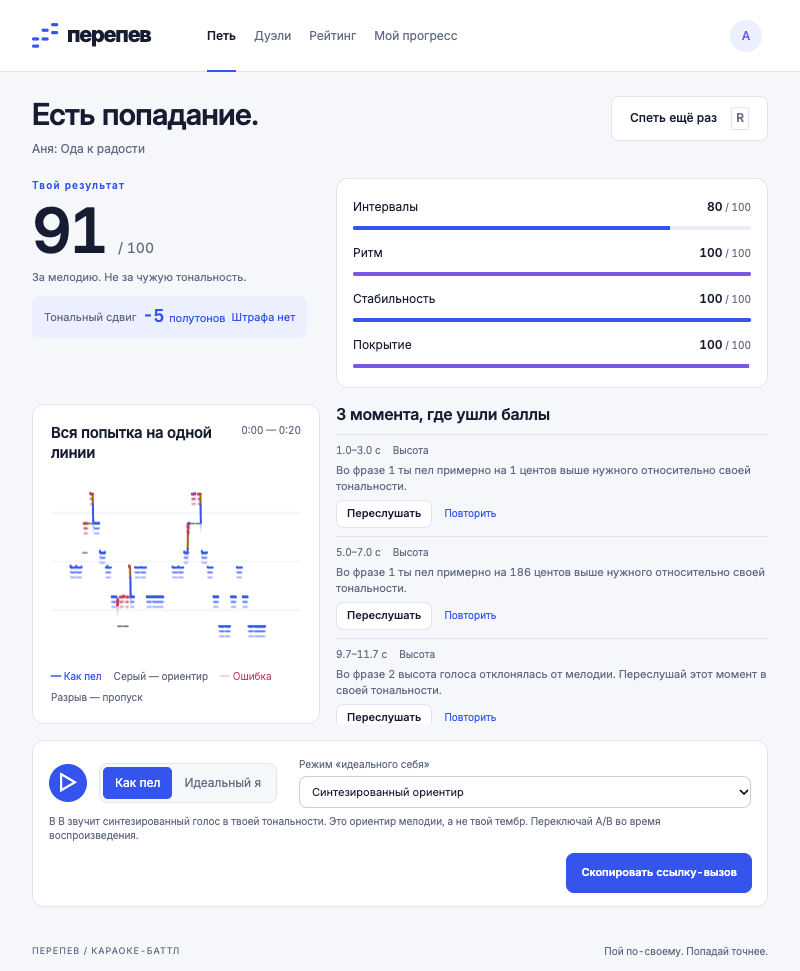 перепев
Петь
Дуэли
Рейтинг
Мой прогресс
А
Есть попадание.
Аня: Ода к радости
Спеть ещё раз R
Твой результат
91 / 100
За мелодию. Не за чужую тональность.
Тональный сдвиг -5 полутонов Штрафа нет
Интервалы 80 / 100
Ритм 100 / 100
Стабильность 100 / 100
Покрытие 100 / 100
Вся попытка на одной
линии
0:00 — 0:20
Как пел
Серый — ориентир
Ошибка
Разрыв — пропуск
3 момента, где ушли баллы
1.0–3.0 с Высота
Во фразе 1 ты пел примерно на 1 центов выше нужного относительно своей
тональности.
Переслушать Повторить
5.0–7.0 с Высота
Во фразе 1 ты пел примерно на 186 центов выше нужного относительно своей
тональности.
Переслушать Повторить
9.7–11.7 с Высота
Во фразе 2 высота голоса отклонялась от мелодии. Переслушай этот момент в
своей тональности.
Переслушать Повторить
Как пел
Идеальный я
Режим «идеального себя»
Синтезированный ориентир
В B звучит синтезированный голос в твоей тональности. Это ориентир мелодии, а не твой тембр. Переключай A/B во время
воспроизведения.
Скопировать ссылку-вызов
ПЕРЕПЕВ / КАРАОКЕ-БАТТЛ
Пой по-своему. Попадай точнее.